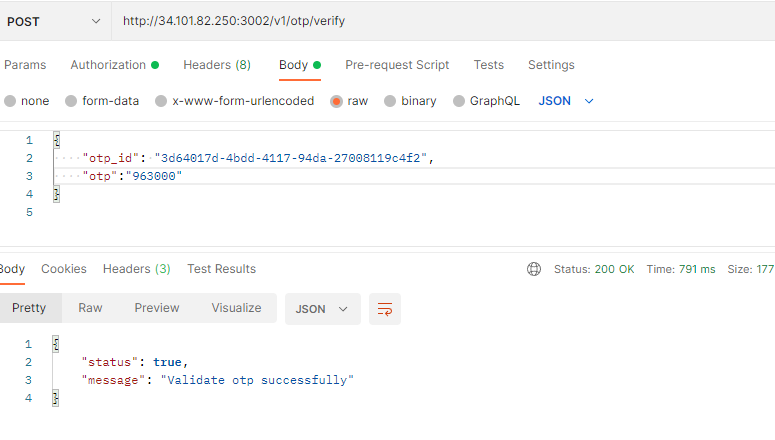 POST http://34.101.82.250:3002/v1/otp/verify
Params Authorization Headers (8) Body Pre-request Script Tests Settings
none form-data x-www-form-urlencoded raw binary GraphQL JSON
1 {
2 "otp_id": "3d64017d-4bdd-4117-94da-27008119c4f2",
3 "otp":"963000"
4 }
5
Body Cookies Headers (3) Test Results Status: 200 OK Time: 791 ms Size: 177
Pretty Raw Preview Visualize JSON
1 {
2 "status": true,
3 "message": "Validate otp successfully"
4 }